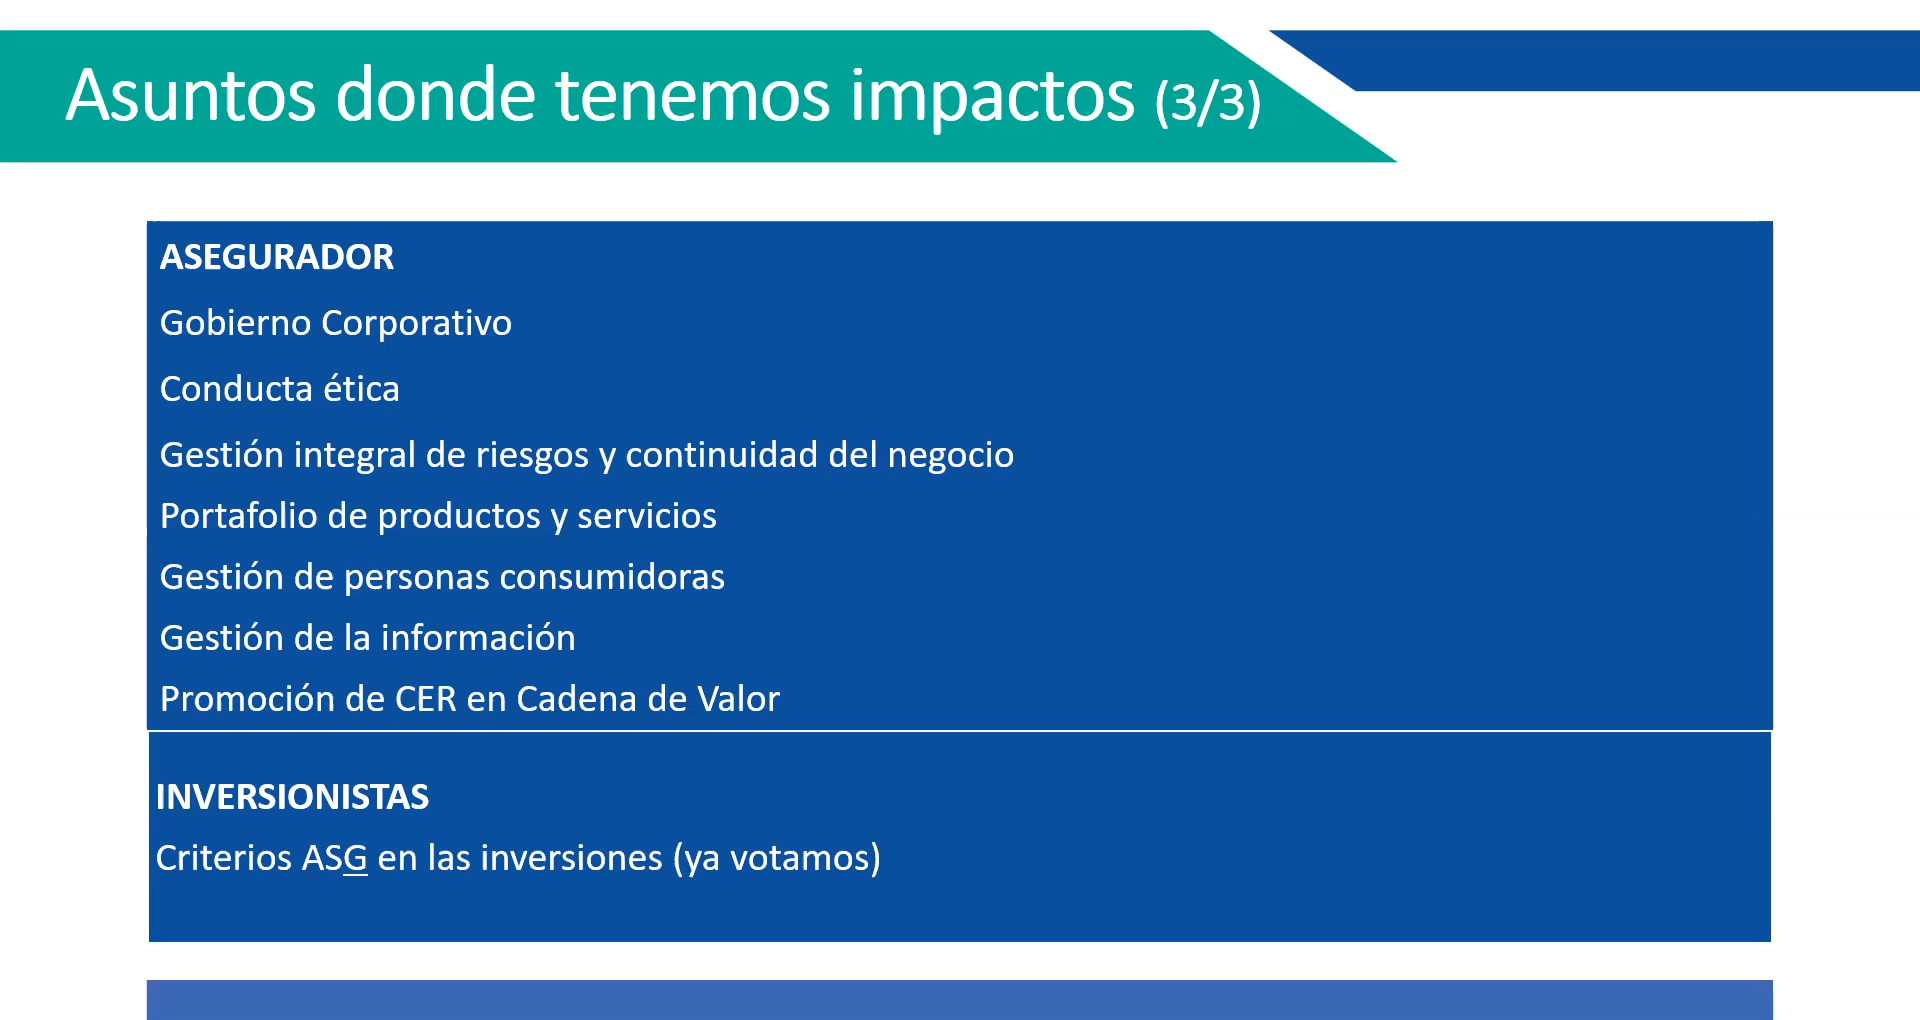 Asuntos donde tenemos impactos (3/3)
ASEGURADOR
Gobierno Corporativo
Conducta ética
Gestión integral de riesgos y continuidad del negocio
Portafolio de productos y servicios
Gestión de personas consumidoras
Gestión de la información
Promoción de CER en Cadena de Valor
INVERSIONISTAS
Criterios ASG en las inversiones (ya votamos)